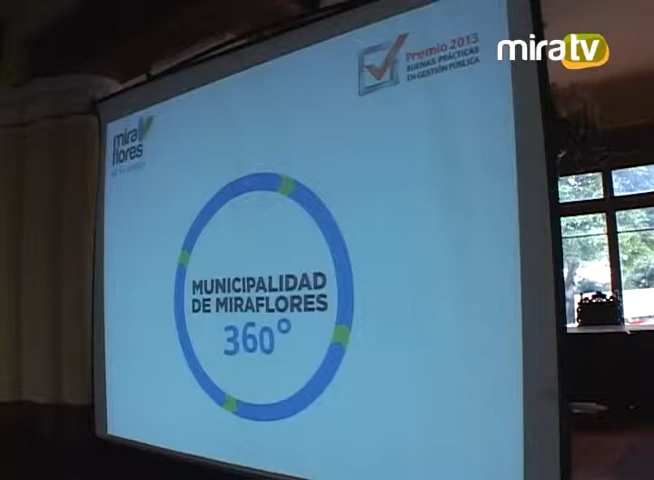 miratv
Premio 2013
BUENAS PRÁCTICAS
EN GESTIÓN PÚBLICA
mira
flores
MUNICIPALIDAD
DE MIRAFLORES
360°